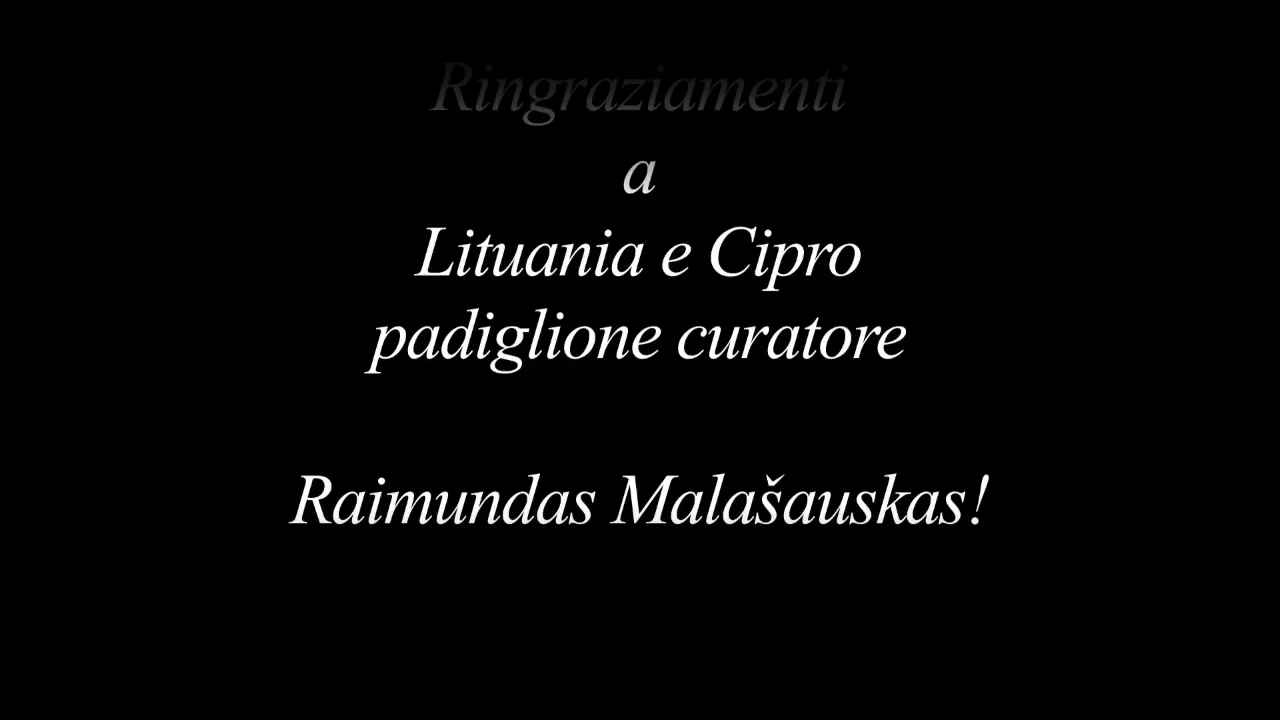 Ringraziamenti
a
Lituania e Cipro
padiglione curatore
Raimundas Malašauskas!